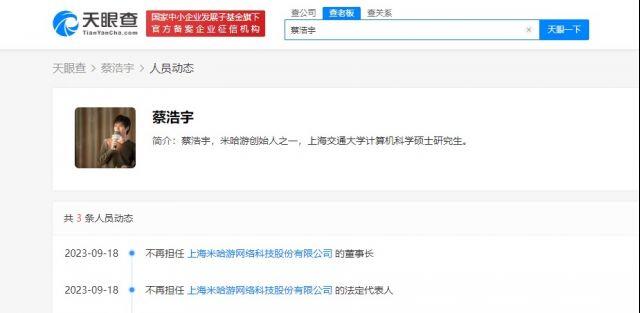 天眼查
TianYanCha.com
国家中小企业发展子基金旗下
官方备案企业征信机构
查公司 查老板 查关系
蔡浩宇 × 天眼一下
天眼查 > 蔡浩宇 > 人员动态
蔡浩宇
简介：蔡浩宇，米哈游创始人之一，上海交通大学计算机科学硕士研究生。
共 3 条人员动态
2023-09-18 不再担任 上海米哈游网络科技股份有限公司 的董事长
2023-09-18 不再担任 上海米哈游网络科技股份有限公司 的法定代表人